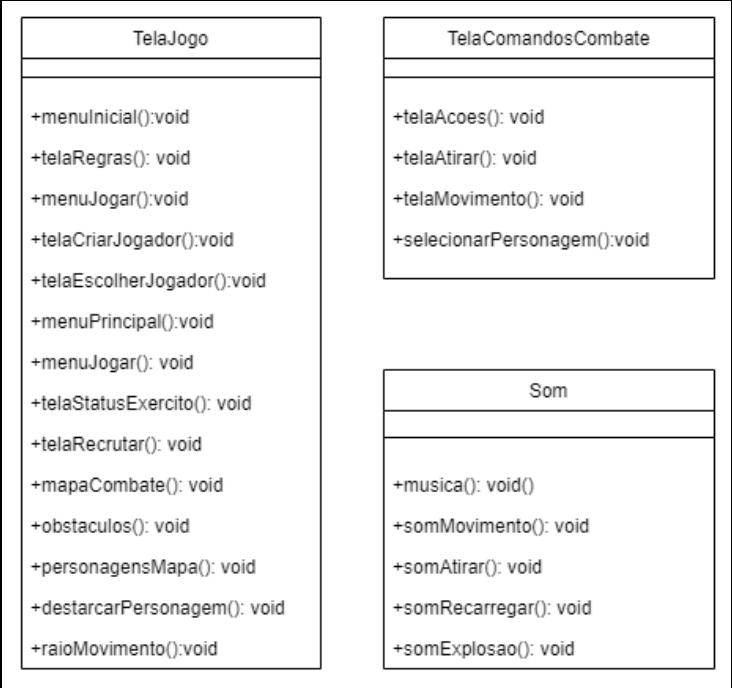 TelaJogo
+menuInicial():void
+telaRegras(): void
+menuJogar():void
+telaCriarJogador():void
+telaEscolherJogador():void
+menuPrincipal():void
+menuJogar(): void
+telaStatusExercito(): void
+telaRecrutar(): void
+mapaCombate(): void
+obstaculos(): void
+personagensMapa(): void
+destarcarPersonagem(): void
+raioMovimento():void
TelaComandosCombate
+telaAcoes(): void
+telaAtirar(): void
+telaMovimento(): void
+selecionarPersonagem():void
Som
+musica(): void()
+somMovimento(): void
+somAtirar(): void
+somRecarregar(): void
+somExplosao(): void